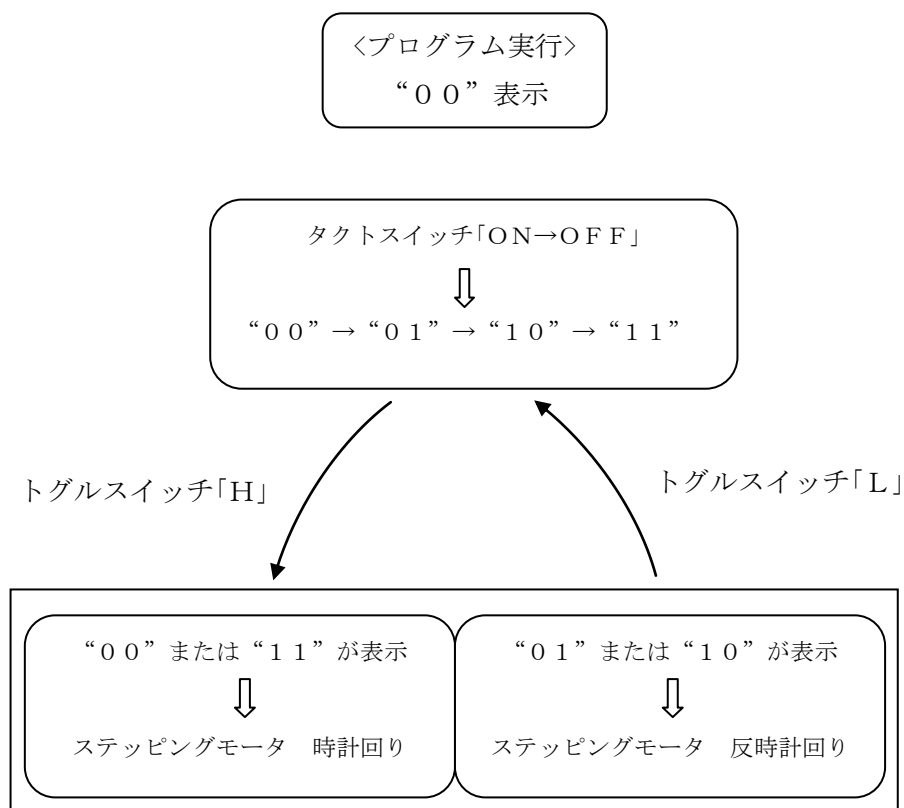 <プログラム実行>
“００”表示
タクトスイッチ｢ＯＮ→ＯＦＦ｣
“００”→“０１”→“１０”→“１１”
トグルスイッチ｢Ｈ｣
トグルスイッチ｢Ｌ｣
“００”または“１１”が表示
ステッピングモータ　時計回り
“０１”または“１０”が表示
ステッピングモータ　反時計回り